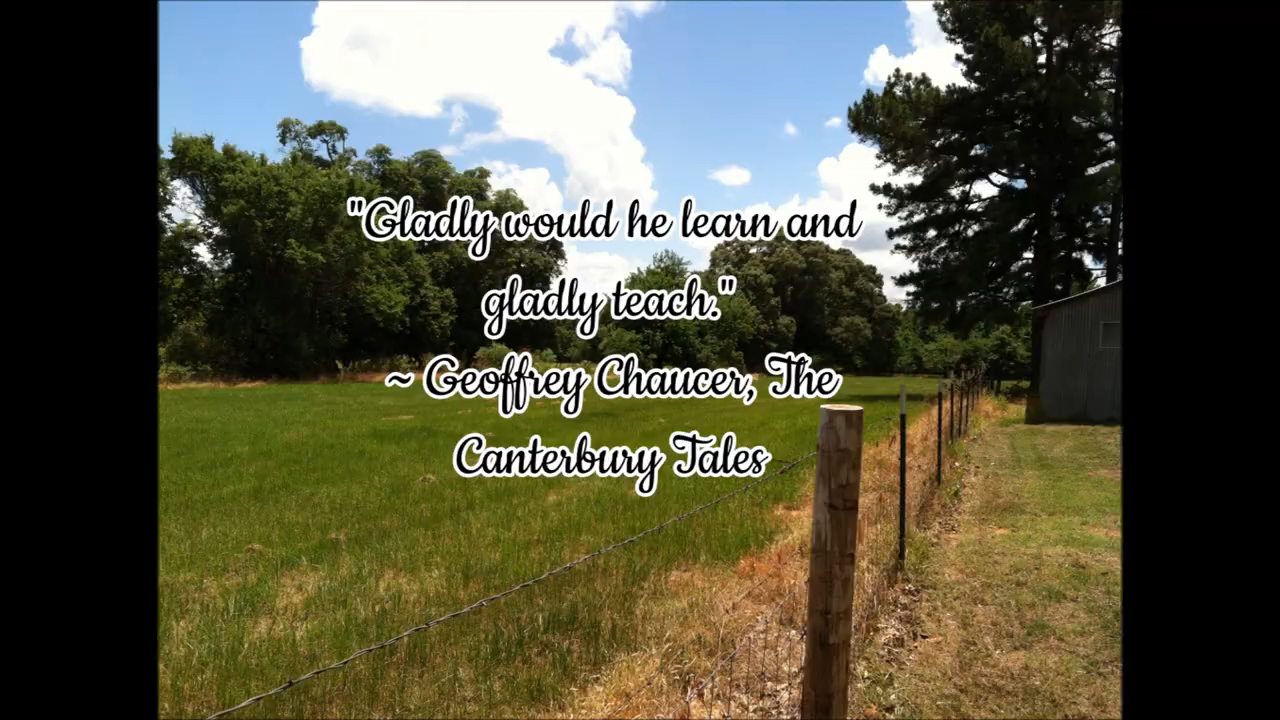 "Gladly would he learn and
gladly teach."
~ Geoffrey Chaucer, The
Canterbury Tales